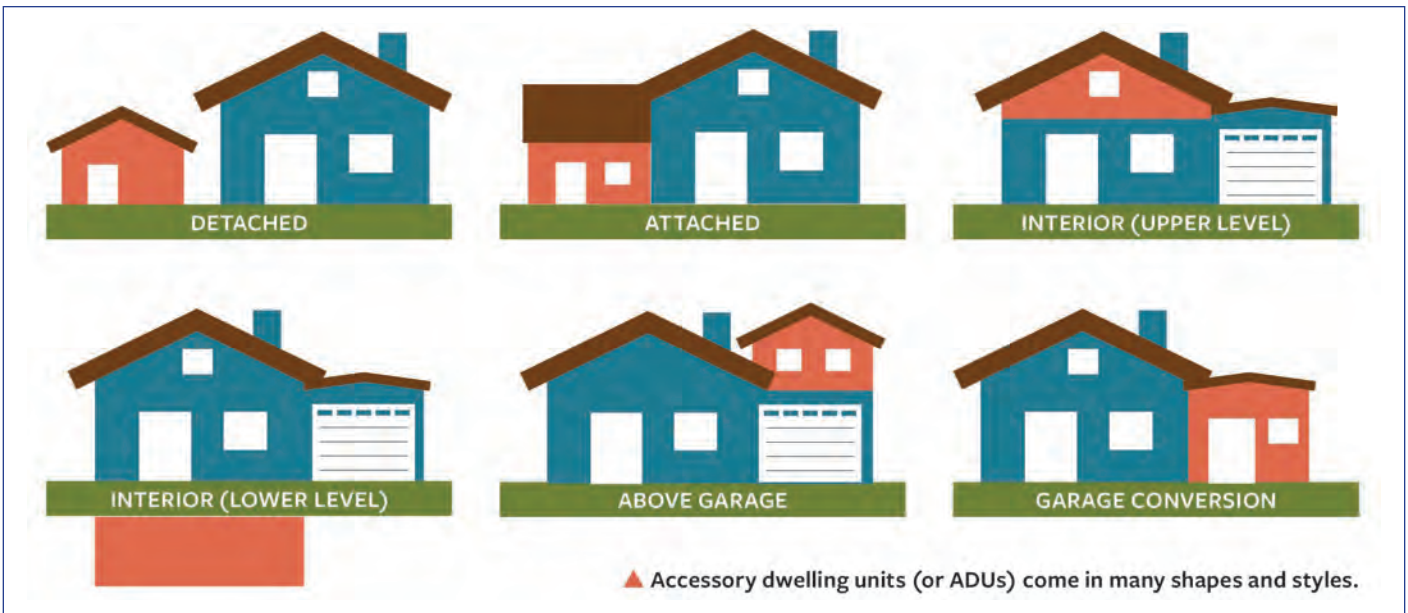 DETACHED
ATTACHED
INTERIOR (UPPER LEVEL)
INTERIOR (LOWER LEVEL)
ABOVE GARAGE
GARAGE CONVERSION
Accessory dwelling units (or ADUs) come in many shapes and styles.